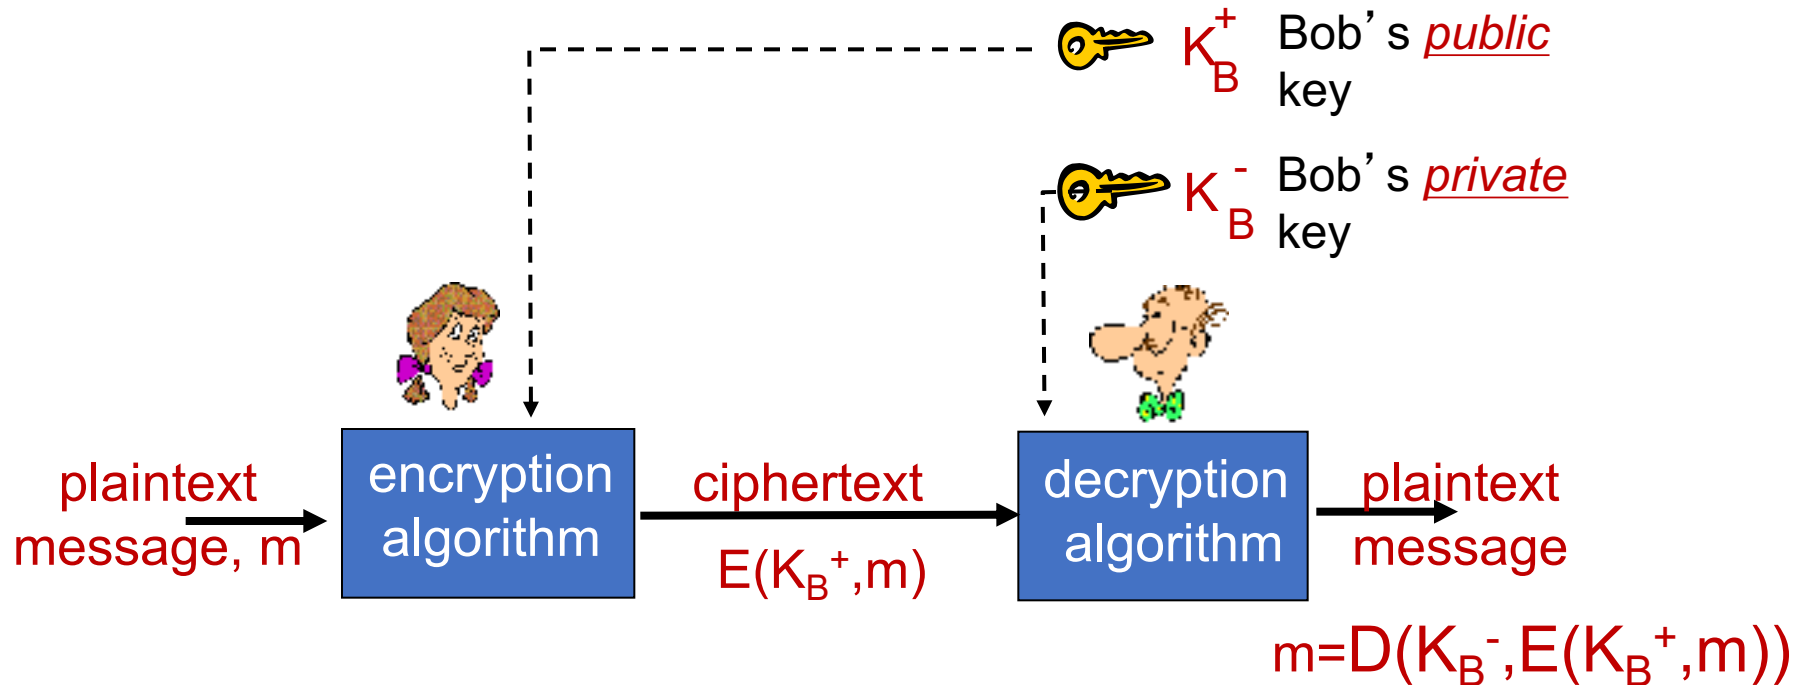 K_B^+ Bob’s public
key
K_B^- Bob’s private
key
plaintext
message, m
encryption
algorithm
ciphertext
E(K_B^+,m)
decryption
algorithm
plaintext
message
m=D(K_B^-,E(K_B^+,m))